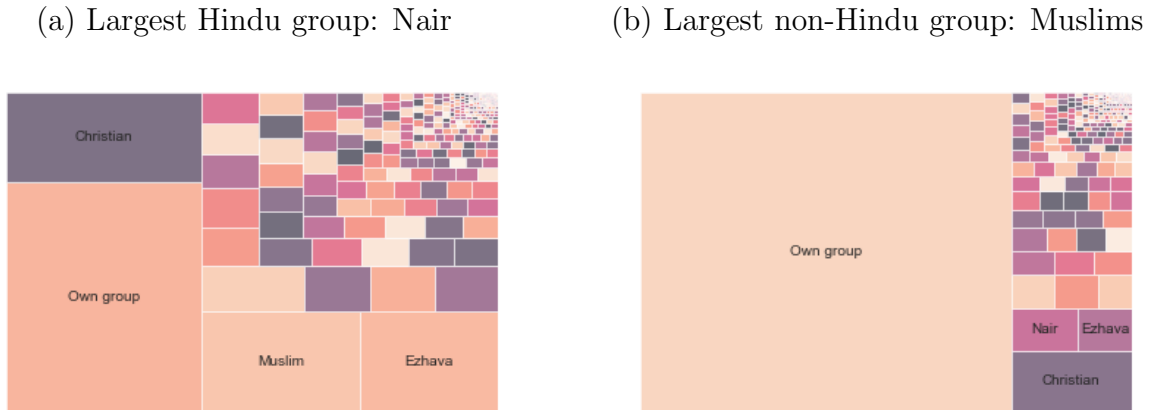 (a) Largest Hindu group: Nair
(b) Largest non-Hindu group: Muslims
Christian
Own group
Muslim
Ezhava
Own group
Nair
Ezhava
Christian